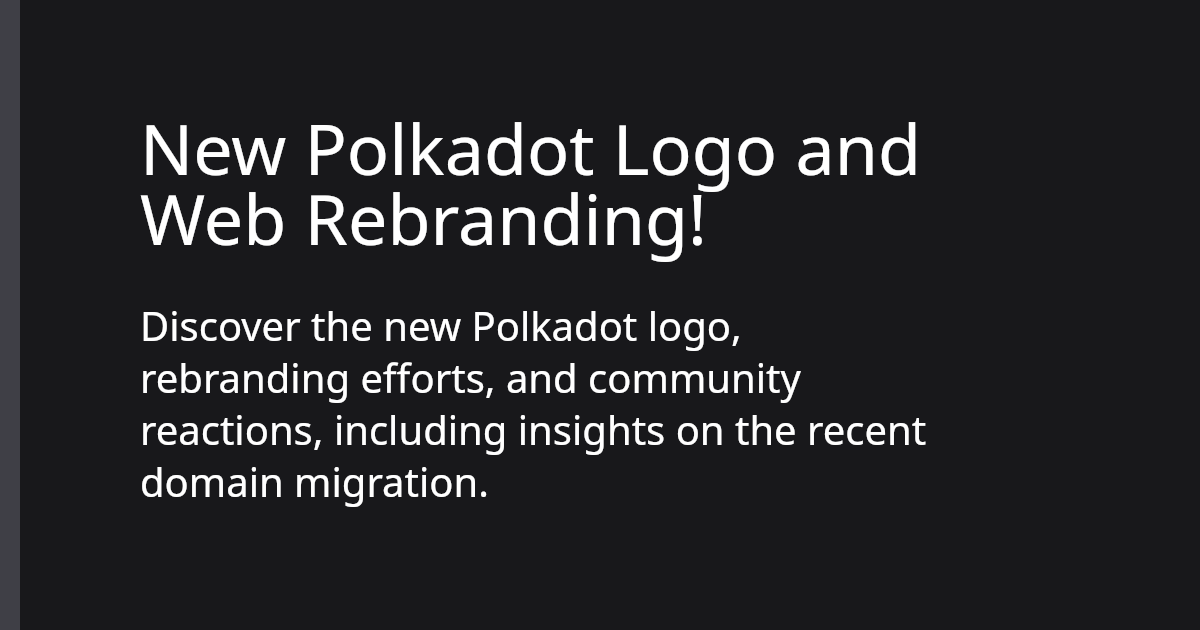 New Polkadot Logo and
Web Rebranding!
Discover the new Polkadot logo,
rebranding efforts, and community
reactions, including insights on the recent
domain migration.